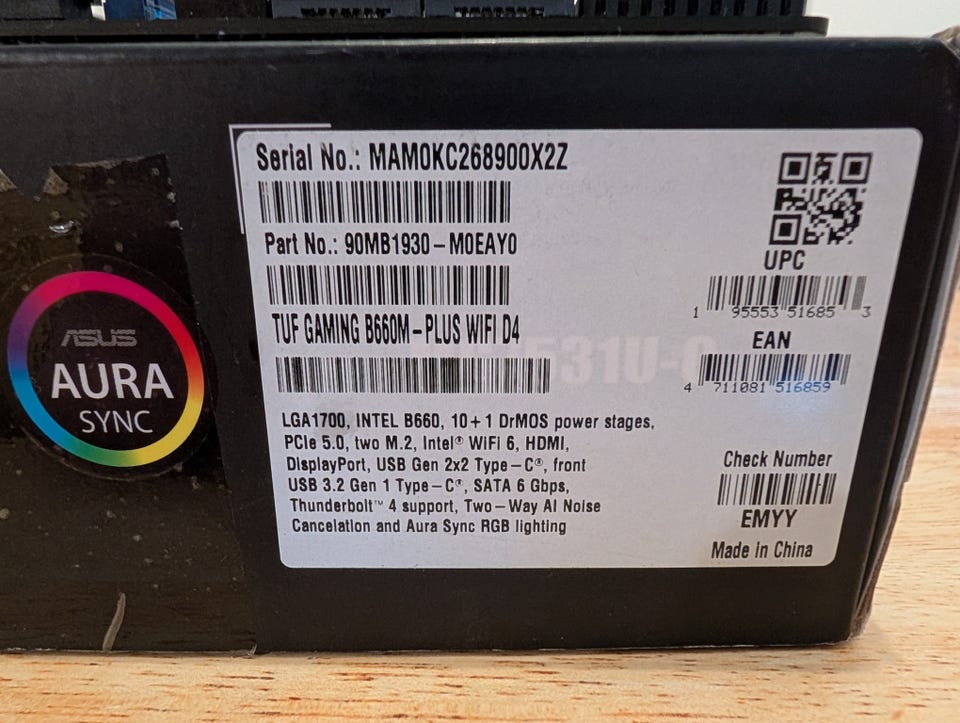 Serial No.: MAM0KC268900X2Z
Part No.: 90MB1930-M0EAY0
TUF GAMING B660M-PLUS WIFI D4
LGA1700, INTEL B660, 10+1 DrMOS power stages,
PCIe 5.0, two M.2, Intel® WiFi 6, HDMI,
DisplayPort, USB Gen 2x2 Type-C®, front
USB 3.2 Gen 1 Type-C®, SATA 6 Gbps,
Thunderbolt™ 4 support, Two-Way AI Noise
Cancelation and Aura Sync RGB lighting
UPC
1 95553 51685 3
EAN
4 711081 516859
Check Number
EMYY
Made in China
ASUS
AURA
SYNC